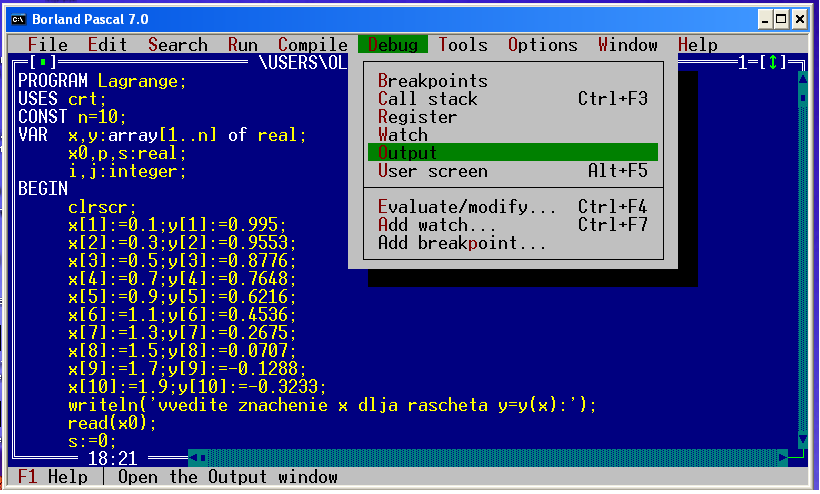 Borland Pascal 7.0
File Edit Search Run Compile Debug Tools Options Window Help
\USERS\OL 1=[↕]
PROGRAM Lagrange;
USES crt;
CONST n=10;
VAR x,y:array[1..n] of real;
x0,p,s:real;
i,j:integer;
BEGIN
clrscr;
x[1]:=0.1;y[1]:=0.995;
x[2]:=0.3;y[2]:=0.9553;
x[3]:=0.5;y[3]:=0.8776;
x[4]:=0.7;y[4]:=0.7648;
x[5]:=0.9;y[5]:=0.6216;
x[6]:=1.1;y[6]:=0.4536;
x[7]:=1.3;y[7]:=0.2675;
x[8]:=1.5;y[8]:=0.0707;
x[9]:=1.7;y[9]:=-0.1288;
x[10]:=1.9;y[10]:=-0.3233;
writeln('vvedite znachenie x dlja rascheta y=y(x):');
read(x0);
s:=0;
Breakpoints
Call stack Ctrl+F3
Register
Watch
Output
User screen Alt+F5
Evaluate/modify... Ctrl+F4
Add watch... Ctrl+F7
Add breakpoint...
18:21
F1 Help | Open the Output window